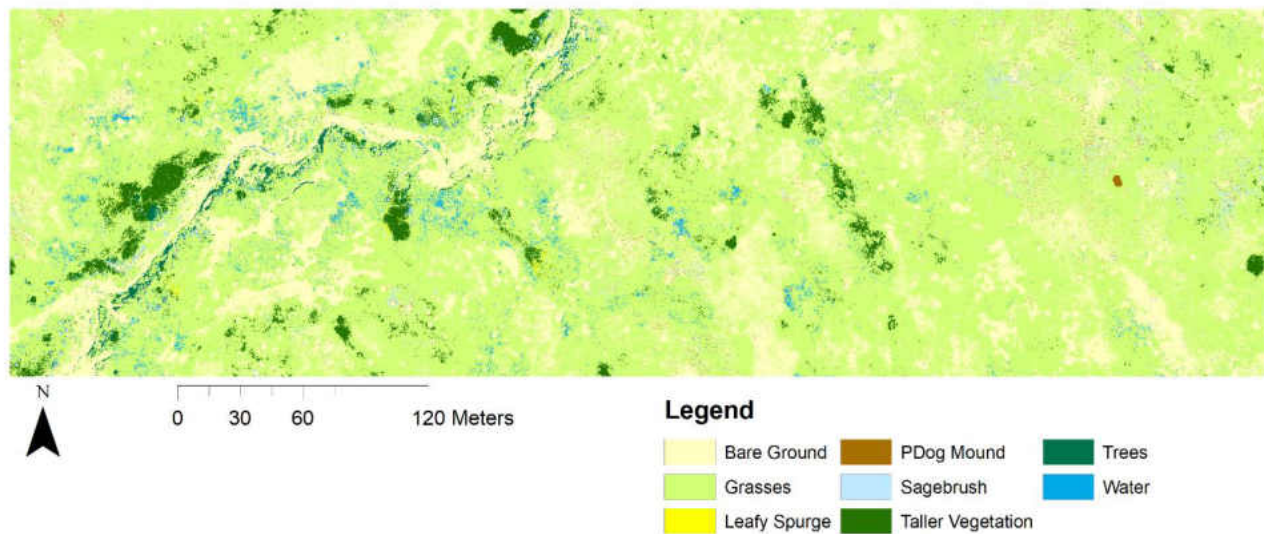 N
0 30 60 120 Meters
Legend
Bare Ground PDog Mound Trees
Grasses Sagebrush Water
Leafy Spurge Taller Vegetation